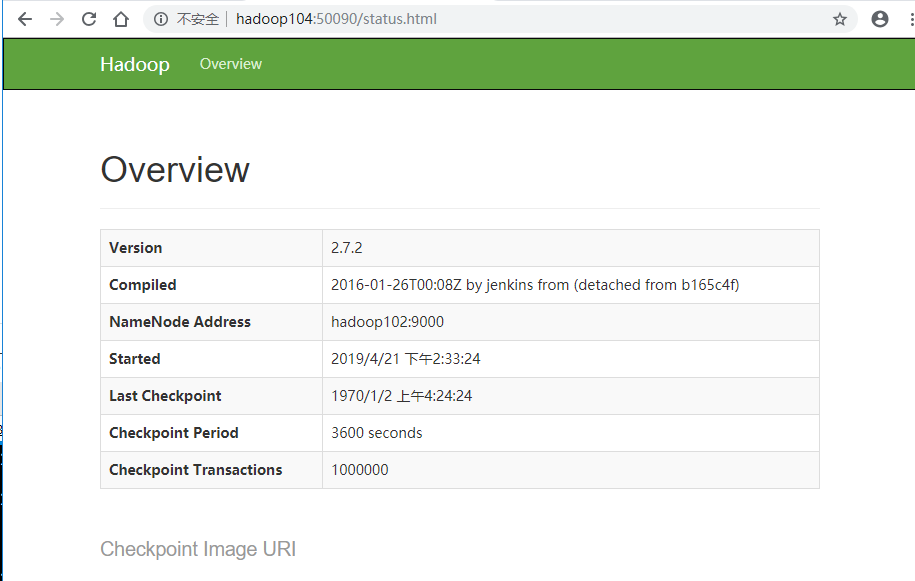 不安全 | hadoop104:50090/status.html
Hadoop Overview
Overview
Version 2.7.2
Compiled 2016-01-26T00:08Z by jenkins from (detached from b165c4f)
NameNode Address hadoop102:9000
Started 2019/4/21 下午2:33:24
Last Checkpoint 1970/1/2 上午4:24:24
Checkpoint Period 3600 seconds
Checkpoint Transactions 1000000
Checkpoint Image URI